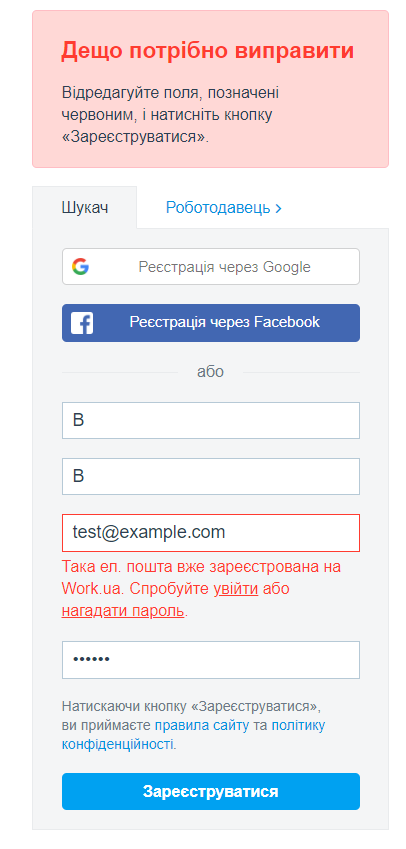 Дещо потрібно виправити
Відредагуйте поля, позначені
червоним, і натисніть кнопку
«Зареєструватися».
Шукач
Роботодавець ›
Реєстрація через Google
Реєстрація через Facebook
або
В
В
test@example.com
Така ел. пошта вже зареєстрована на
Work.ua. Спробуйте увійти або
нагадати пароль.
••••••
Натискаючи кнопку «Зареєструватися»,
ви приймаєте правила сайту та політику
конфіденційності.
Зареєструватися